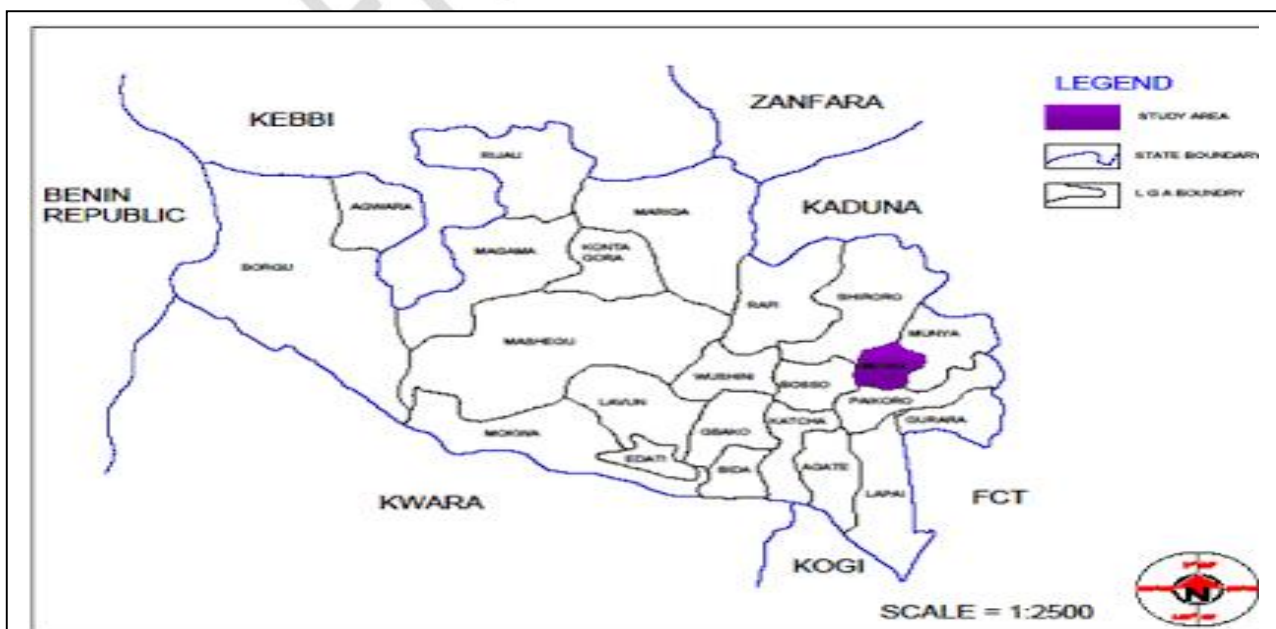 KEBBI
ZANFARA
LEGEND
STUDY AREA
STATE BOUNDARY
L G A BOUNDRY
BENIN
REPUBLIC
KADUNA
RIJAU
AGWARA
MARIGA
MAGAMA
KONTA
GORA
BORGU
RAFI
SHIRORO
MUNYA
MASHEGU
WUSHINI
BOSSO
PAIKORO
LAVUN
GURARA
KATCHA
GBAKO
MOKWA
EDATI
BIDA
AGATE
LAPAI
KWARA
FCT
KOGI
SCALE = 1:2500
N